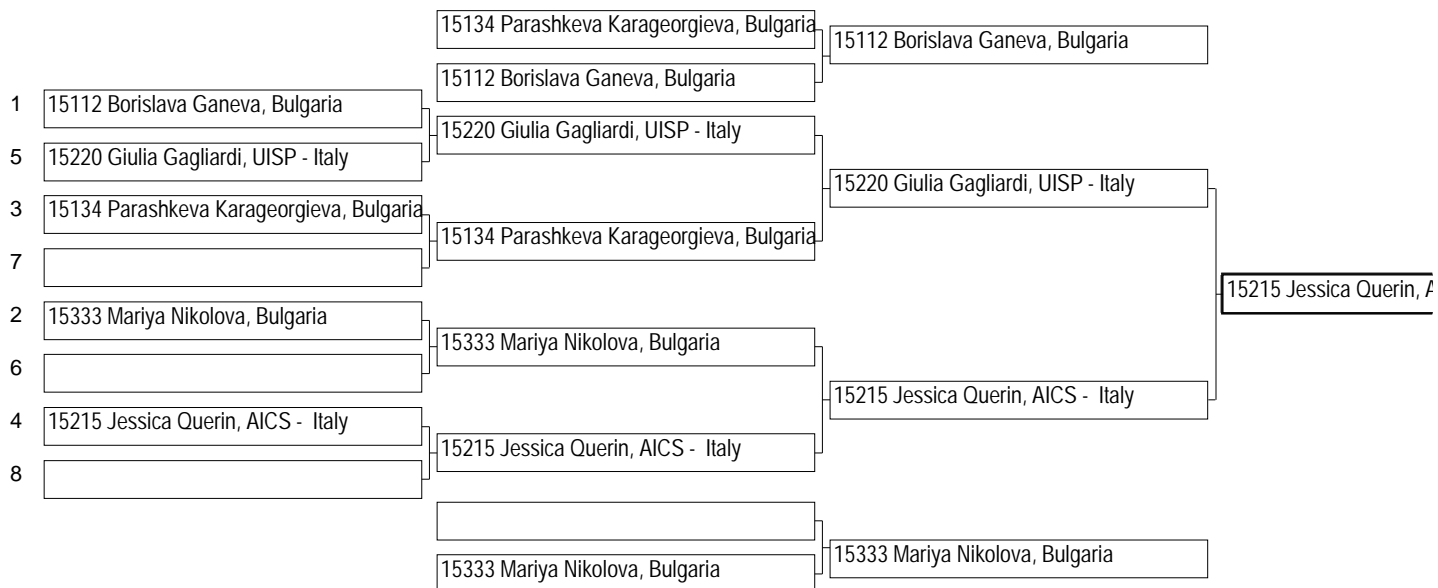 15134 Parashkeva Karageorgieva, Bulgaria
15112 Borislava Ganeva, Bulgaria
15112 Borislava Ganeva, Bulgaria
1 15112 Borislava Ganeva, Bulgaria
15220 Giulia Gagliardi, UISP - Italy
5 15220 Giulia Gagliardi, UISP - Italy
15220 Giulia Gagliardi, UISP - Italy
3 15134 Parashkeva Karageorgieva, Bulgaria
15134 Parashkeva Karageorgieva, Bulgaria
7
15215 Jessica Querin, A
2 15333 Mariya Nikolova, Bulgaria
15333 Mariya Nikolova, Bulgaria
6
15215 Jessica Querin, AICS - Italy
4 15215 Jessica Querin, AICS - Italy
15215 Jessica Querin, AICS - Italy
8
15333 Mariya Nikolova, Bulgaria
15333 Mariya Nikolova, Bulgaria